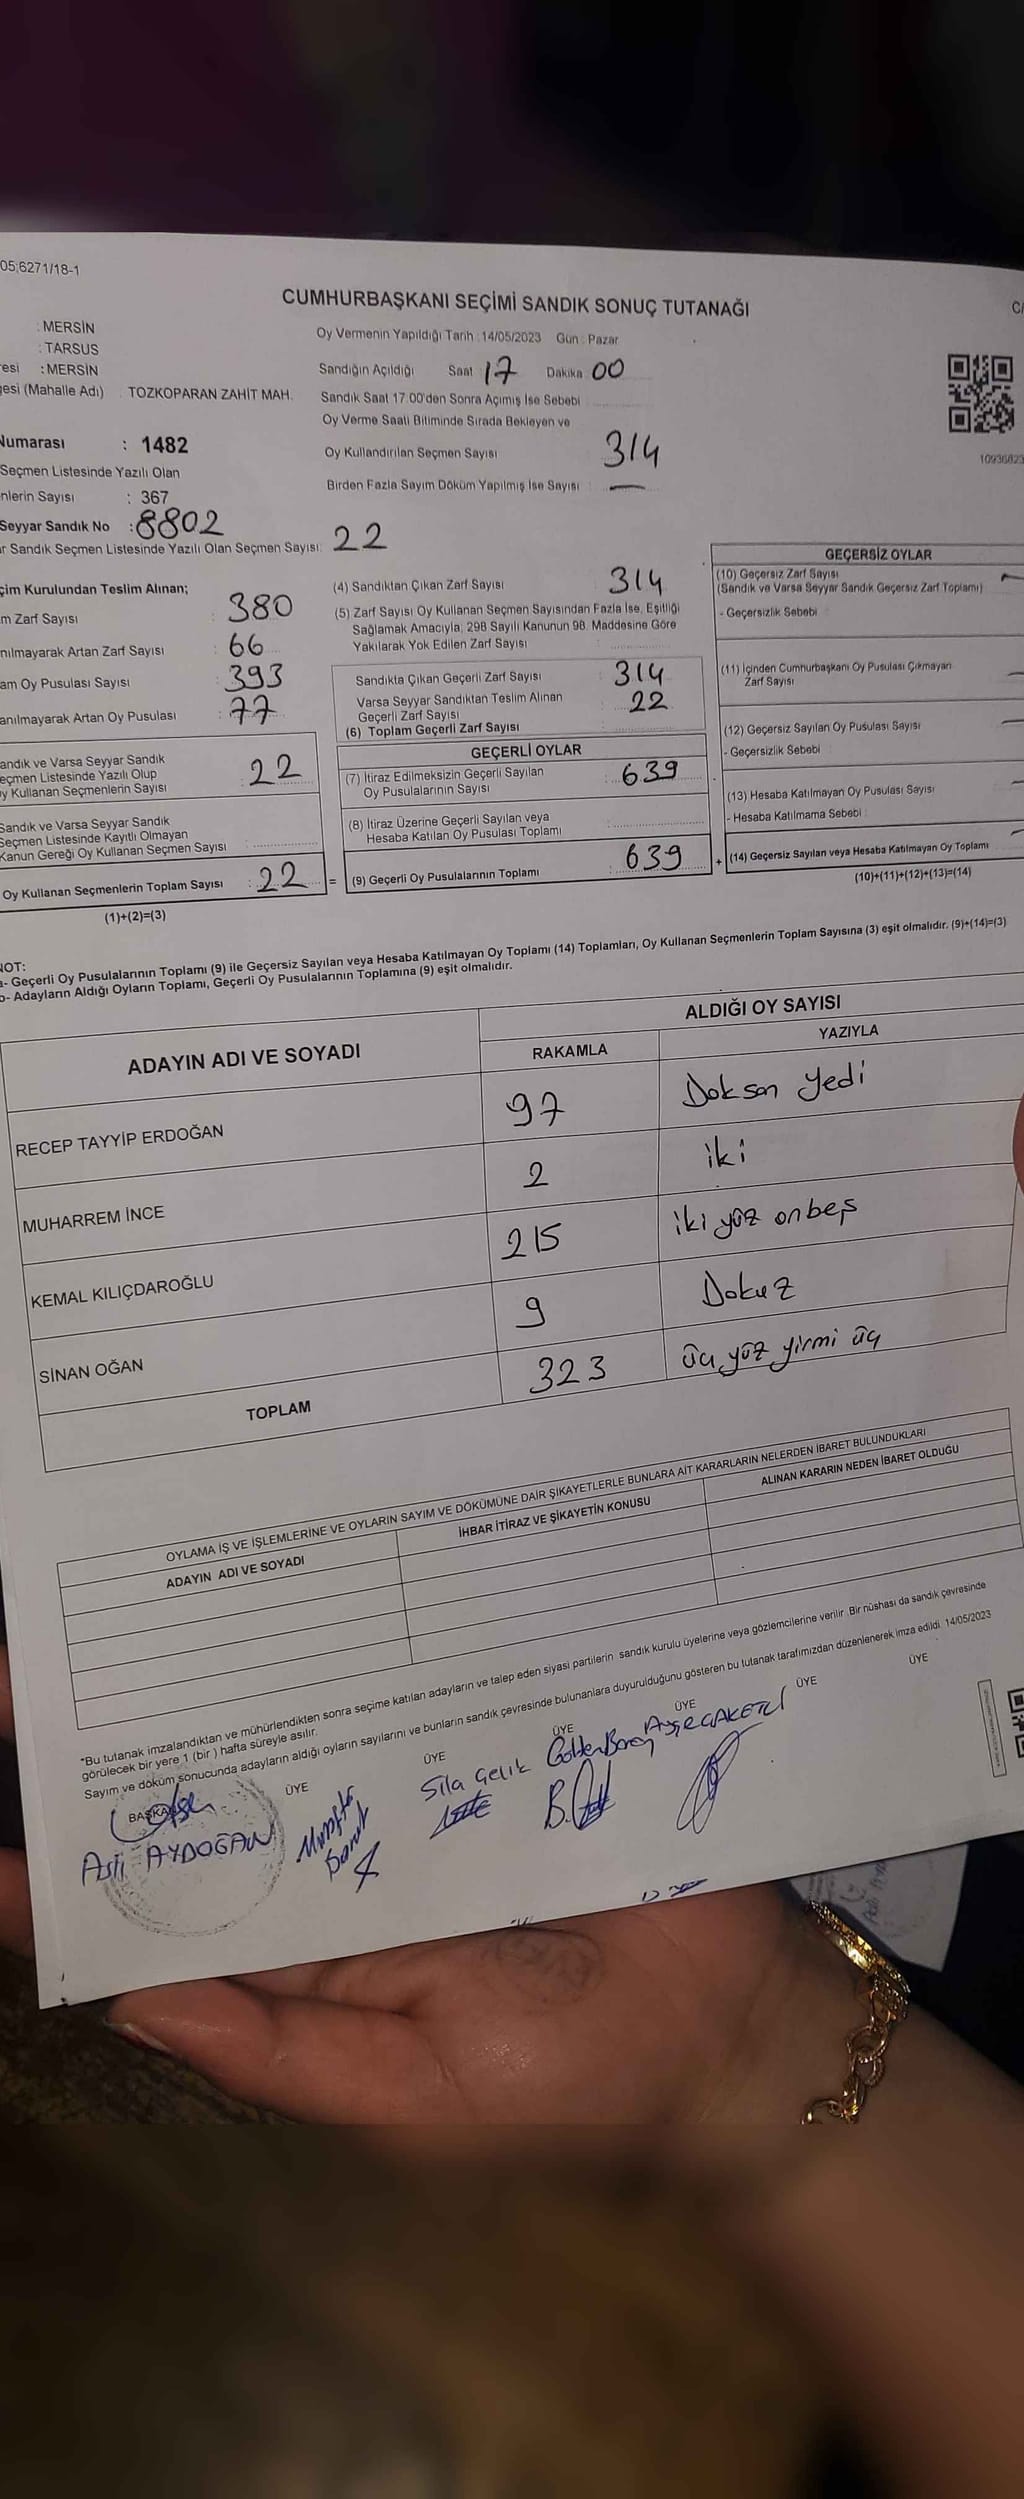 05;6271/18-1
CUMHURBAŞKANI SEÇİMİ SANDIK SONUÇ TUTANAĞI
: MERSİN
: TARSUS
esi : MERSİN
gesi (Mahalle Adı) : TOZKOPARAN ZAHİT MAH.
Oy Vermenin Yapıldığı Tarih : 14/05/2023 Gün : Pazar
Sandığın Açıldığı Saat 17 Dakika 00
Sandık Saat 17.00'den Sonra Açımış İse Sebebi
Oy Verme Saati Bitiminde Sırada Bekleyen ve
Oy Kullandırılan Seçmen Sayısı 314
Birden Fazla Sayım Döküm Yapılmış İse Sayısı : —
10936823
Numarası : 1482
Seçmen Listesinde Yazılı Olan
nlerin Sayısı : 367
Seyyar Sandık No : 8802
r Sandık Seçmen Listesinde Yazılı Olan Seçmen Sayısı: 22
çim Kurulundan Teslim Alınan;
m Zarf Sayısı : 380
nılmayarak Artan Zarf Sayısı : 66
am Oy Pusulası Sayısı : 393
anılmayarak Artan Oy Pusulası : 77
andık ve Varsa Seyyar Sandık
eçmen Listesinde Yazılı Olup
y Kullanan Seçmenlerin Sayısı : 22
Sandık ve Varsa Seyyar Sandık
Seçmen Listesinde Kayıtlı Olmayan
Kanun Gereği Oy Kullanan Seçmen Sayısı :
Oy Kullanan Seçmenlerin Toplam Sayısı : 22 =
(1)+(2)=(3)
(4) Sandıktan Çıkan Zarf Sayısı : 314
(5) Zarf Sayısı Oy Kullanan Seçmen Sayısından Fazla İse, Eşitliği
Sağlamak Amacıyla, 298 Sayılı Kanunun 98. Maddesine Göre
Yakılarak Yok Edilen Zarf Sayısı :
Sandıkta Çıkan Geçerli Zarf Sayısı : 314
Varsa Seyyar Sandıktan Teslim Alınan
Geçerli Zarf Sayısı : 22
(6) Toplam Geçerli Zarf Sayısı :
GEÇERLİ OYLAR
(7) İtiraz Edilmeksizin Geçerli Sayılan
Oy Pusulalarının Sayısı : 639
(8) İtiraz Üzerine Geçerli Sayılan veya
Hesaba Katılan Oy Pusulası Toplamı :
(9) Geçerli Oy Pusulalarının Toplamı : 639 +
GEÇERSİZ OYLAR
(10) Geçersiz Zarf Sayısı
(Sandık ve Varsa Seyyar Sandık Geçersiz Zarf Toplamı)
- Geçersizlik Sebebi :
(11) İçinden Cumhurbaşkanı Oy Pusulası Çıkmayan
Zarf Sayısı
(12) Geçersiz Sayılan Oy Pusulası Sayısı
- Geçersizlik Sebebi :
(13) Hesaba Katılmayan Oy Pusulası Sayısı
- Hesaba Katılmama Sebebi :
(14) Geçersiz Sayılan veya Hesaba Katılmayan Oy Toplamı
(10)+(11)+(12)+(13)=(14)
NOT:
a- Geçerli Oy Pusulalarının Toplamı (9) ile Geçersiz Sayılan veya Hesaba Katılmayan Oy Toplamı (14) Toplamları, Oy Kullanan Seçmenlerin Toplam Sayısına (3) eşit olmalıdır. (9)+(14)=(3)
b- Adayların Aldığı Oyların Toplamı, Geçerli Oy Pusulalarının Toplamına (9) eşit olmalıdır.
ADAYIN ADI VE SOYADI
ALDIĞI OY SAYISI
RAKAMLA YAZIYLA
RECEP TAYYİP ERDOĞAN 97 Doksan yedi
MUHARREM İNCE 2 iki
KEMAL KILIÇDAROĞLU 215 iki yüz onbeş
SİNAN OĞAN 9 Dokuz
TOPLAM 323 üç yüz yirmi üç
OYLAMA İŞ VE İŞLEMLERİNE VE OYLARIN SAYIM VE DÖKÜMÜNE DAİR ŞİKAYETLERLE BUNLARA AİT KARARLARIN NELERDEN İBARET BULUNDUKLARI
ADAYIN ADI VE SOYADI İHBAR İTİRAZ VE ŞİKAYETİN KONUSU ALINAN KARARIN NEDEN İBARET OLDUĞU
*Bu tutanak imzalandıktan ve mühürlendikten sonra seçime katılan adayların ve talep eden siyasi partilerin sandık kurulu üyelerine veya gözlemcilerine verilir. Bir nüshası da sandık çevresinde
görülecek bir yere 1 (bir) hafta süreyle asılır.
Sayım ve döküm sonucunda adayların aldığı oyların sayılarını ve bunların sandık çevresinde bulunanlara duyurulduğunu gösteren bu tutanak tarafımızdan düzenlenerek imza edildi. 14/05/2023
BAŞKAN ÜYE ÜYE ÜYE ÜYE ÜYE ÜYE
Aslı AYDOĞAN
Sıla Çelik